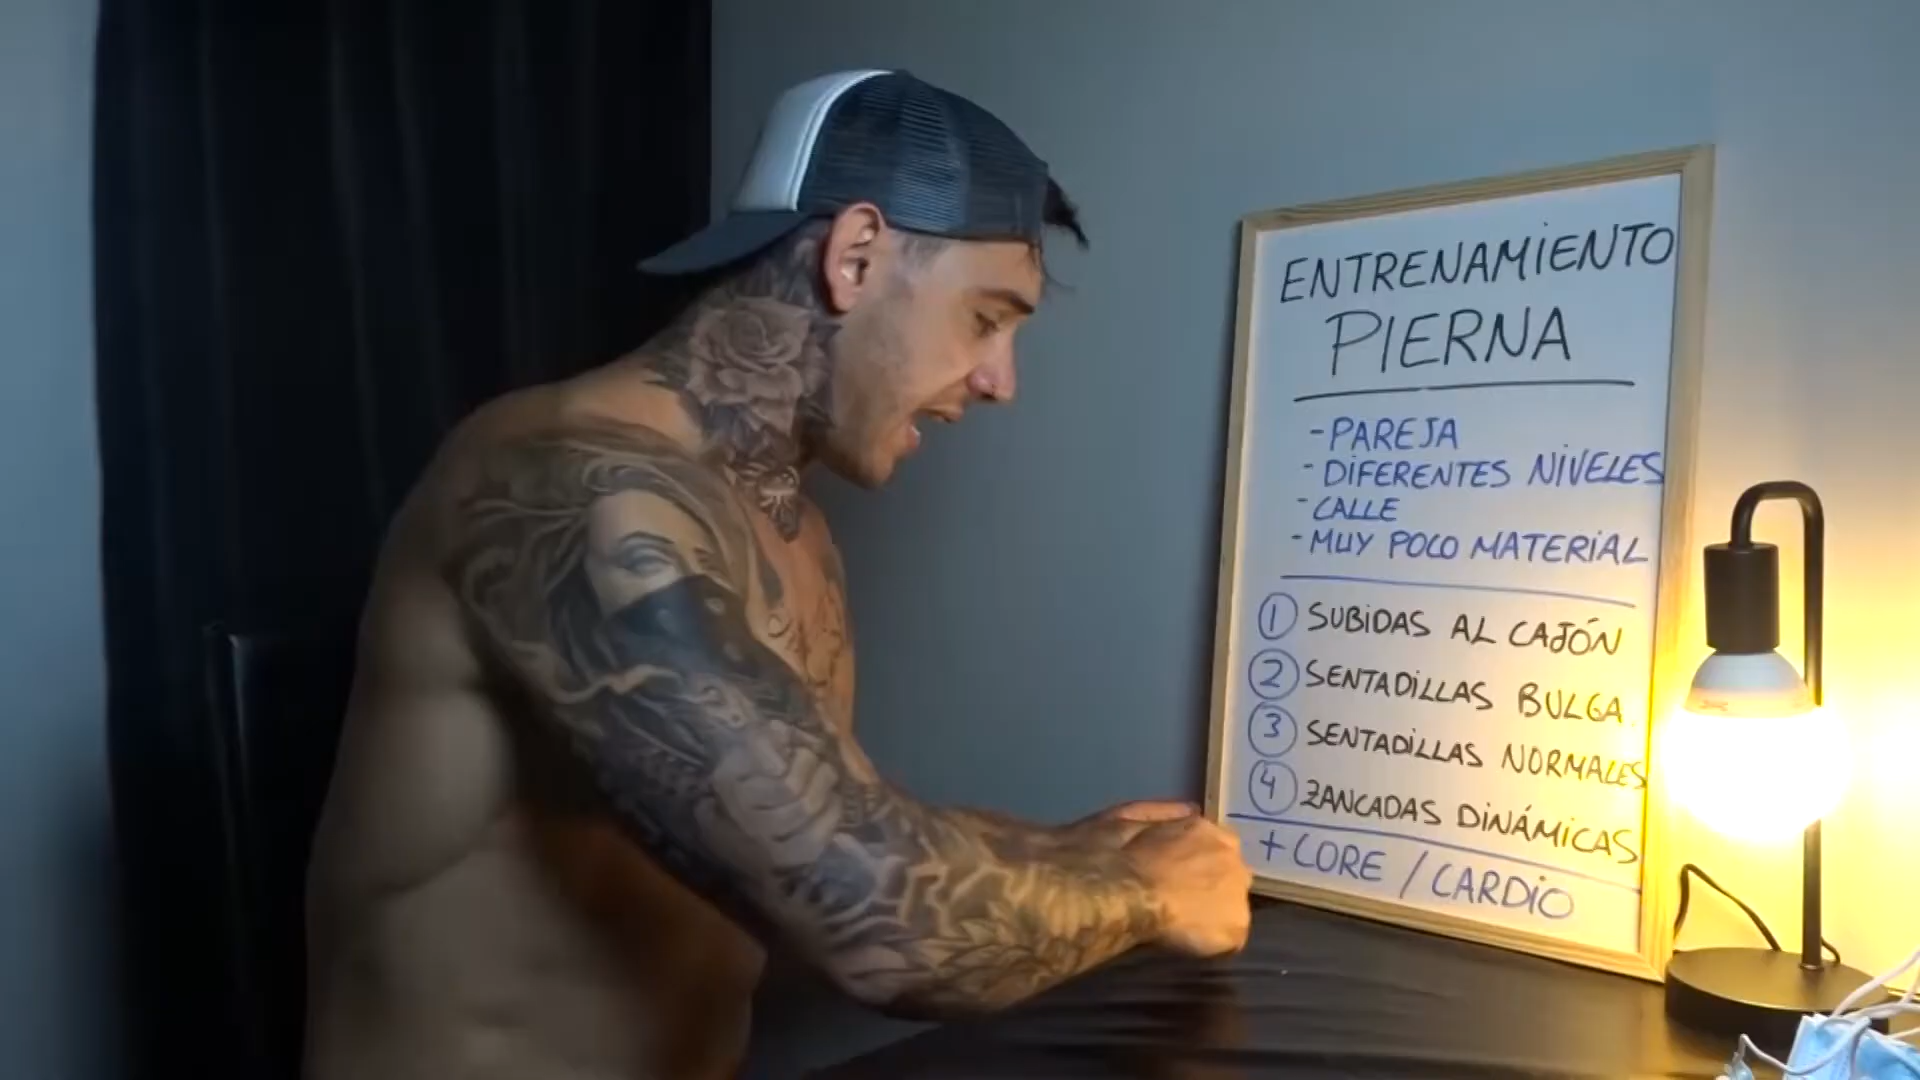 ENTRENAMIENTO
PIERNA
- PAREJA
- DIFERENTES NIVELES
- CALLE
- MUY POCO MATERIAL
1 SUBIDAS AL CAJÓN
2 SENTADILLAS BULGA.
3 SENTADILLAS NORMALES
4 ZANCADAS DINÁMICAS
+ CORE / CARDIO